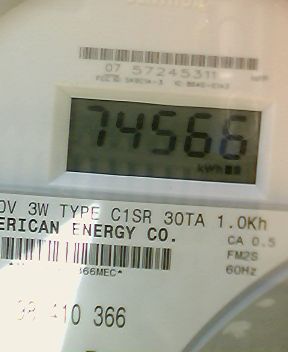 07 57245311
74566
kWh
0V 3W TYPE C1SR 30TA 1.0Kh
ERICAN ENERGY CO.
CA 0.5
FM2S
60Hz
366MEC*
410 366